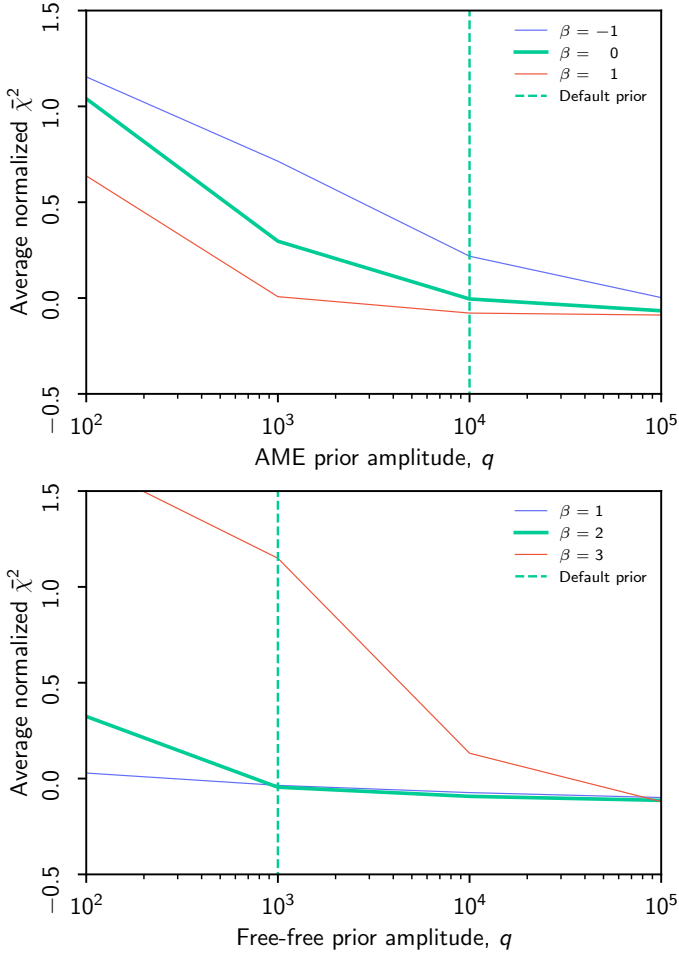 1.5
1.0
0.5
0.0
−0.5
Average normalized χ̄²
β = −1
β = 0
β = 1
Default prior
10² 10³ 10⁴ 10⁵
AME prior amplitude, q
1.5
1.0
0.5
0.0
−0.5
Average normalized χ̄²
β = 1
β = 2
β = 3
Default prior
10² 10³ 10⁴ 10⁵
Free-free prior amplitude, q